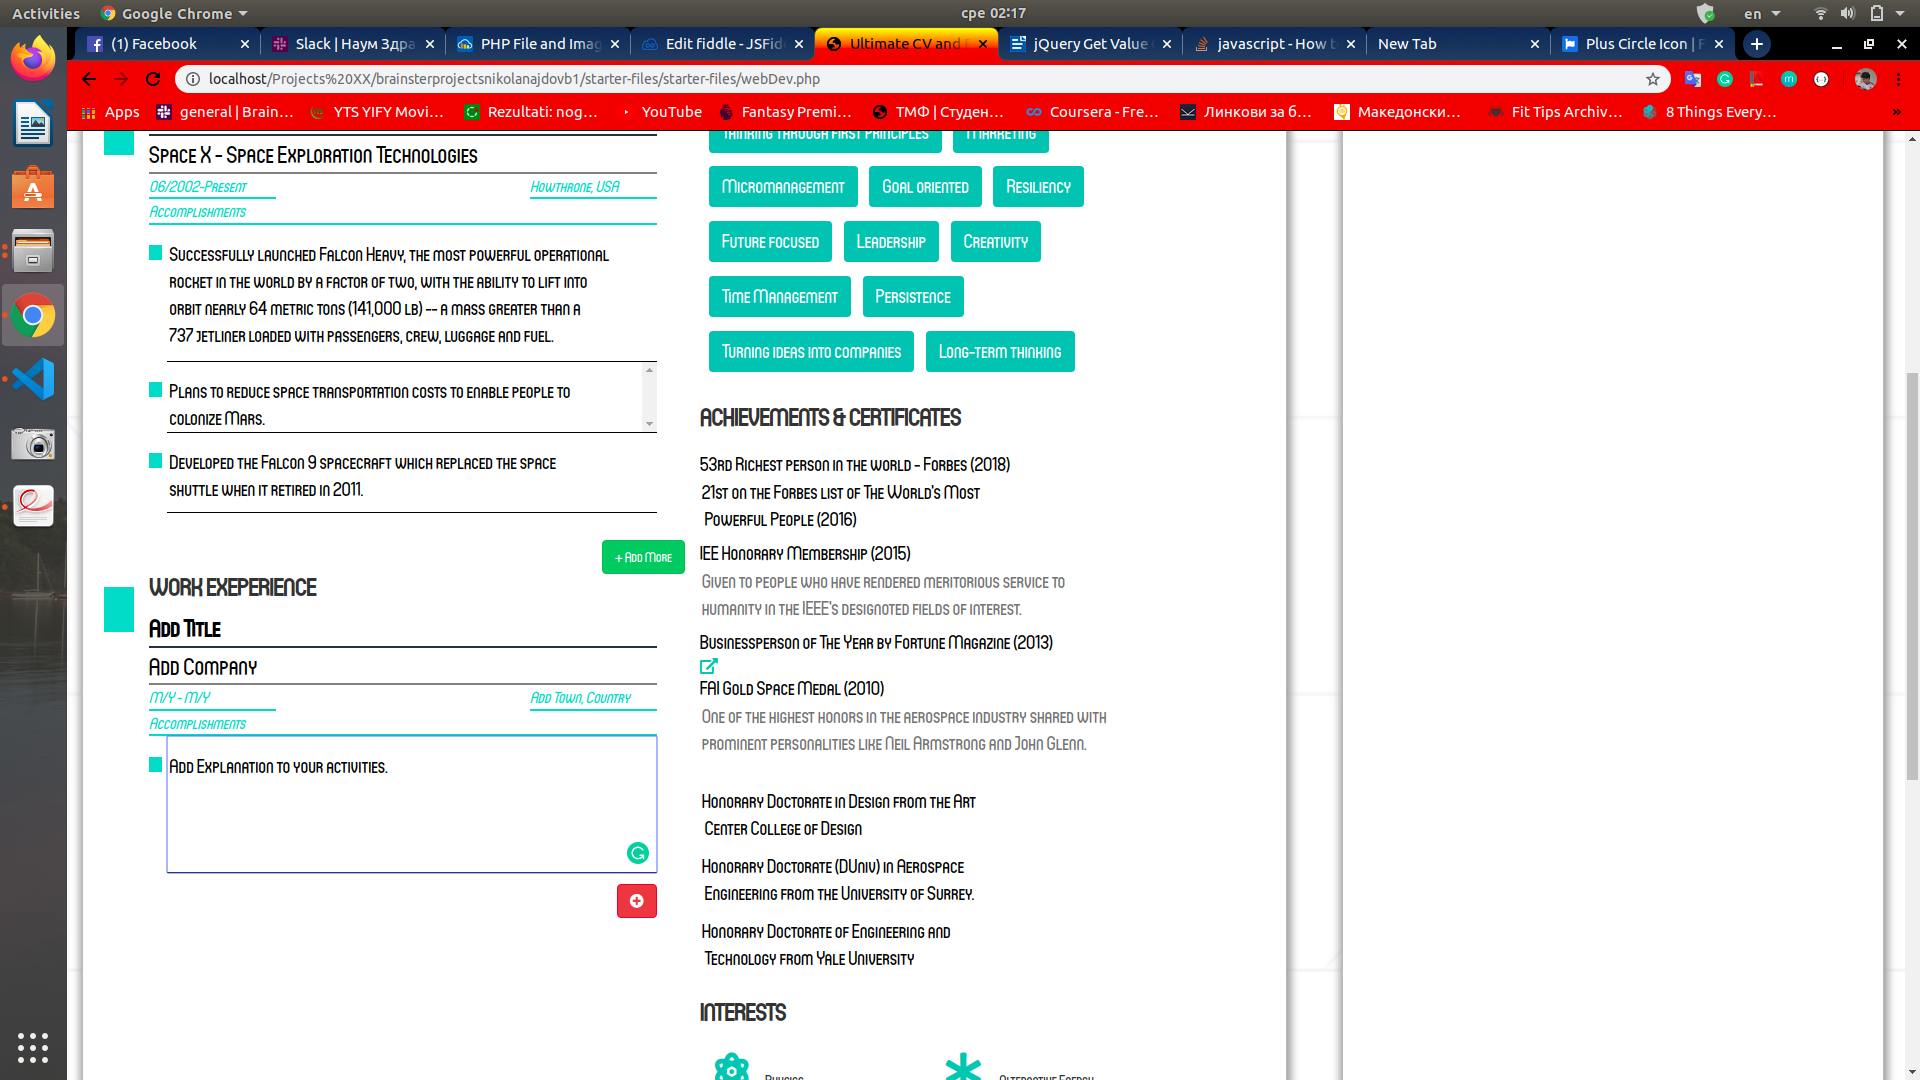 Activities
Google Chrome
сре 02:17
en
(1) Facebook
Slack | Наум Здра
PHP File and Imag
Edit fiddle - JSFid
Ultimate CV and
jQuery Get Value
javascript - How t
New Tab
Plus Circle Icon | F
localhost/Projects%20XX/brainsterprojectsnikolanajdovb1/starter-files/starter-files/webDev.php
Apps
general | Brain…
YTS YIFY Movi…
Rezultati: nog…
YouTube
Fantasy Premi…
ТМФ | Студен…
Coursera - Fre…
Линкови за б…
Македонски…
Fit Tips Archiv…
8 Things Every…
»
Space X - Space Exploration Technologies
06/2002-Present
Howthrone, USA
Accomplishments
Successfully launched Falcon Heavy, the most powerful operational
rocket in the world by a factor of two, with the ability to lift into
orbit nearly 64 metric tons (141,000 lb) -- a mass greater than a
737 jetliner loaded with passengers, crew, luggage and fuel.
Plans to reduce space transportation costs to enable people to
colonize Mars.
Developed the Falcon 9 spacecraft which replaced the space
shuttle when it retired in 2011.
+ Add More
WORK EXEPERIENCE
Add Title
Add Company
M/Y - M/Y
Add Town, Country
Accomplishments
Add Explanation to your activities.
Thinking through first principles
Marketing
Micromanagement
Goal oriented
Resiliency
Future focused
Leadership
Creativity
Time Management
Persistence
Turning ideas into companies
Long-term thinking
ACHIEVEMENTS & CERTIFICATES
53rd Richest person in the world - Forbes (2018)
21st on the Forbes list of The World's Most
Powerful People (2016)
IEE Honorary Membership (2015)
Given to people who have rendered meritorious service to
humanity in the IEEE's designoted fields of interest.
Businessperson of The Year by Fortune Magazine (2013)
FAI Gold Space Medal (2010)
One of the highest honors in the aerospace industry shared with
prominent personalities like Neil Armstrong and John Glenn.
Honorary Doctorate in Design from the Art
Center College of Design
Honorary Doctorate (DUniv) in Aerospace
Engineering from the University of Surrey.
Honorary Doctorate of Engineering and
Technology from Yale University
INTERESTS
Physics
Alternative Energy